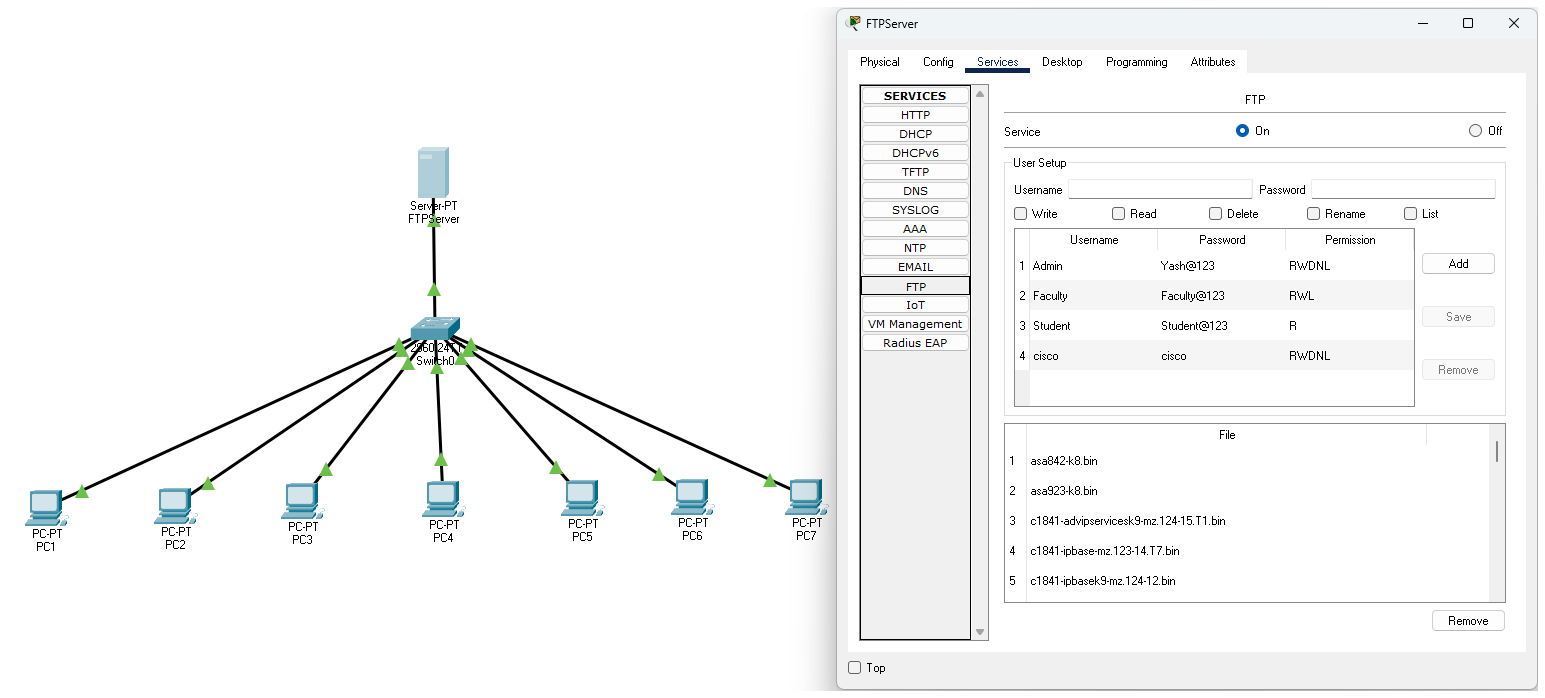 Server-PT
FTPServer
Switch0
PC-PT
PC1
PC-PT
PC2
PC-PT
PC3
PC-PT
PC4
PC-PT
PC5
PC-PT
PC6
PC-PT
PC7
FTPServer
Physical Config Services Desktop Programming Attributes
SERVICES
HTTP
DHCP
DHCPv6
TFTP
DNS
SYSLOG
AAA
NTP
EMAIL
FTP
IoT
VM Management
Radius EAP
FTP
Service On Off
User Setup
Username Password
Write Read Delete Rename List
Username Password Permission
1 Admin Yash@123 RWDNL
2 Faculty Faculty@123 RWL
3 Student Student@123 R
4 cisco cisco RWDNL
Add
Save
Remove
File
1 asa842-k8.bin
2 asa923-k8.bin
3 c1841-advipservicesk9-mz.124-15.T1.bin
4 c1841-ipbase-mz.123-14.T7.bin
5 c1841-ipbasek9-mz.124-12.bin
Remove
Top